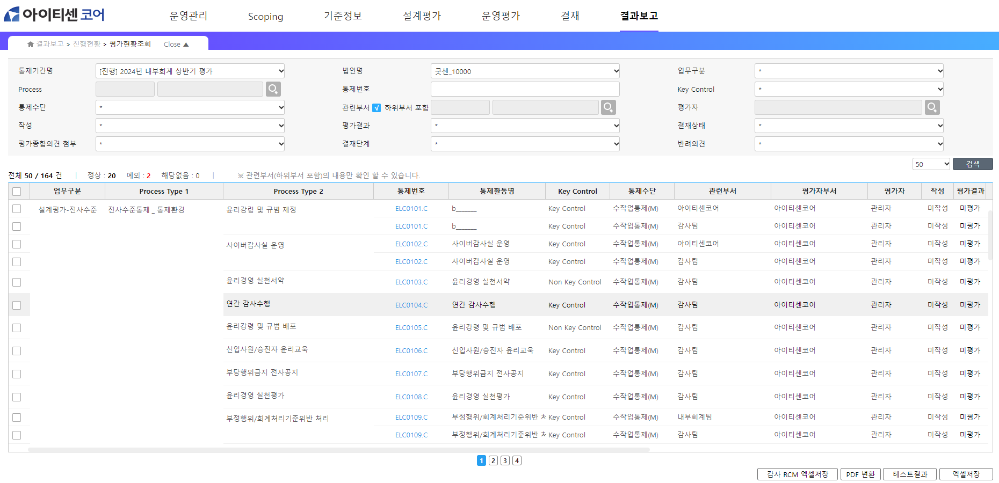 아이티센 코어
운영관리 Scoping 기준정보 설계평가 운영평가 결재 결과보고
결과보고 > 진행현황 > 평가현황조회 Close ▲
통제기간명 [진행] 2024년 내부회계 상반기 평가 법인명 굿센_10000 업무구분 *
Process 통제번호 Key Control *
통제수단 * 관련부서 √ 하위부서 포함 평가자
작성 * 평가결과 * 결재상태 *
평가종합의견 첨부 * 결재단계 * 반려의견 *
50 검색
전체 50 / 164 건 | 정상 : 20 예외 : 2 해당없음 : 0 | ※ 관련부서(하위부서 포함)의 내용만 확인 할 수 있습니다.
업무구분 Process Type 1 Process Type 2 통제번호 통제활동명 Key Control 통제수단 관련부서 평가자부서 평가자 작성 평가결과
설계평가-전사수준 전사수준통제 _ 통제환경 윤리강령 및 규범 제정 ELC0101.C b_______ Key Control 수작업통제(M) 아이티센코어 아이티센코어 관리자 미작성 미평가
ELC0101.C b_______ Key Control 수작업통제(M) 감사팀 아이티센코어 관리자 미작성 미평가
사이버감사실 운영 ELC0102.C 사이버감사실 운영 Key Control 수작업통제(M) 아이티센코어 아이티센코어 관리자 미작성 미평가
ELC0102.C 사이버감사실 운영 Key Control 수작업통제(M) 감사팀 아이티센코어 관리자 미작성 미평가
윤리경영 실천서약 ELC0103.C 윤리경영 실천서약 Non Key Control 수작업통제(M) 감사팀 아이티센코어 관리자 미작성 미평가
연간 감사수행 ELC0104.C 연간 감사수행 Key Control 수작업통제(M) 감사팀 아이티센코어 관리자 미작성 미평가
윤리강령 및 규범 배포 ELC0105.C 윤리강령 및 규범 배포 Non Key Control 수작업통제(M) 감사팀 아이티센코어 관리자 미작성 미평가
신입사원/승진자 윤리교욱 ELC0106.C 신입사원/승진자 윤리교욱 Key Control 수작업통제(M) 감사팀 아이티센코어 관리자 미작성 미평가
부당행위금지 전사공지 ELC0107.C 부당행위금지 전사공지 Key Control 수작업통제(M) 감사팀 아이티센코어 관리자 미작성 미평가
윤리경영 실천평가 ELC0108.C 윤리경영 실천평가 Key Control 수작업통제(M) 감사팀 아이티센코어 관리자 미작성 미평가
부정행위/회계처리기준위반 처리 ELC0109.C 부정행위/회계처리기준위반 Key Control 수작업통제(M) 내부회계팀 아이티센코어 관리자 미작성 미평가
ELC0109.C 부정행위/회계처리기준위반 Key Control 수작업통제(M) 감사팀 아이티센코어 관리자 미작성 미평가
1 2 3 4
감사 RCM 엑셀저장 PDF 변환 테스트결과 엑셀저장